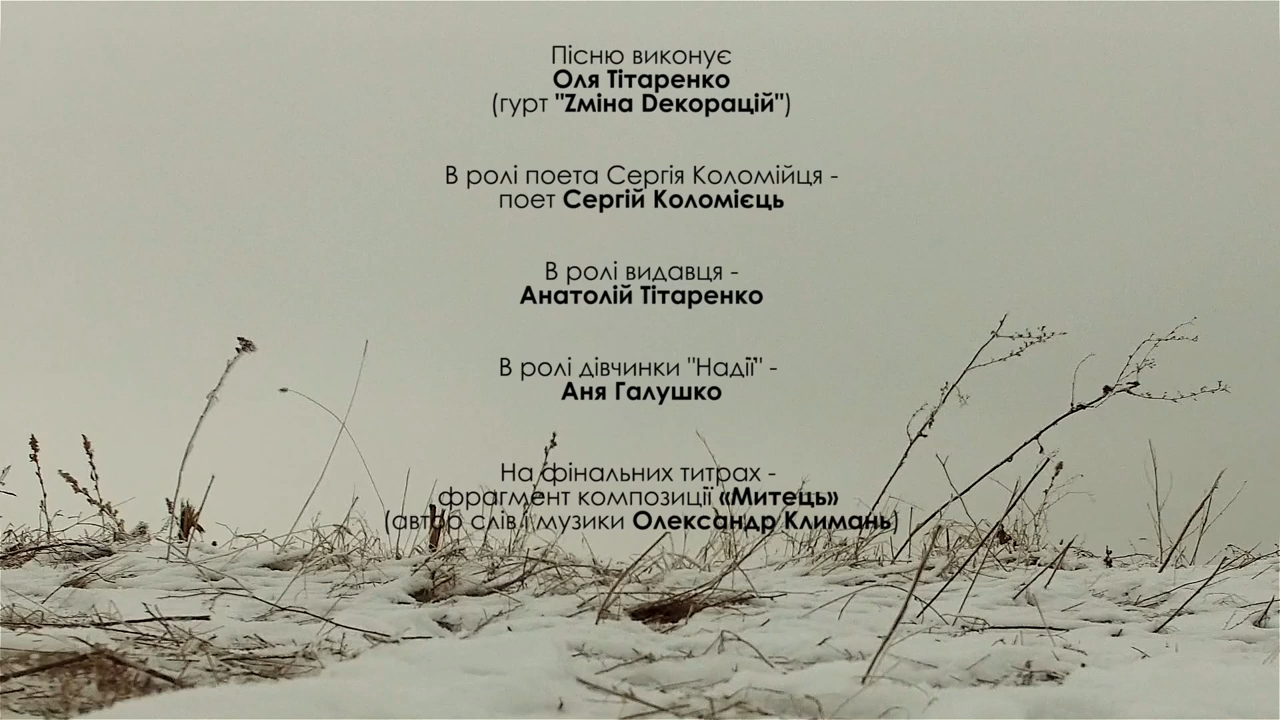 Пісню виконує
Оля Тітаренко
(гурт "Zміна Dекорацій")
В ролі поета Сергія Коломійця -
поет Сергій Коломієць
В ролі видавця -
Анатолій Тітаренко
В ролі дівчинки "Надії" -
Аня Галушко
На фінальних титрах -
фрагмент композиції «Митець»
(автор слів і музики Олександр Климань)